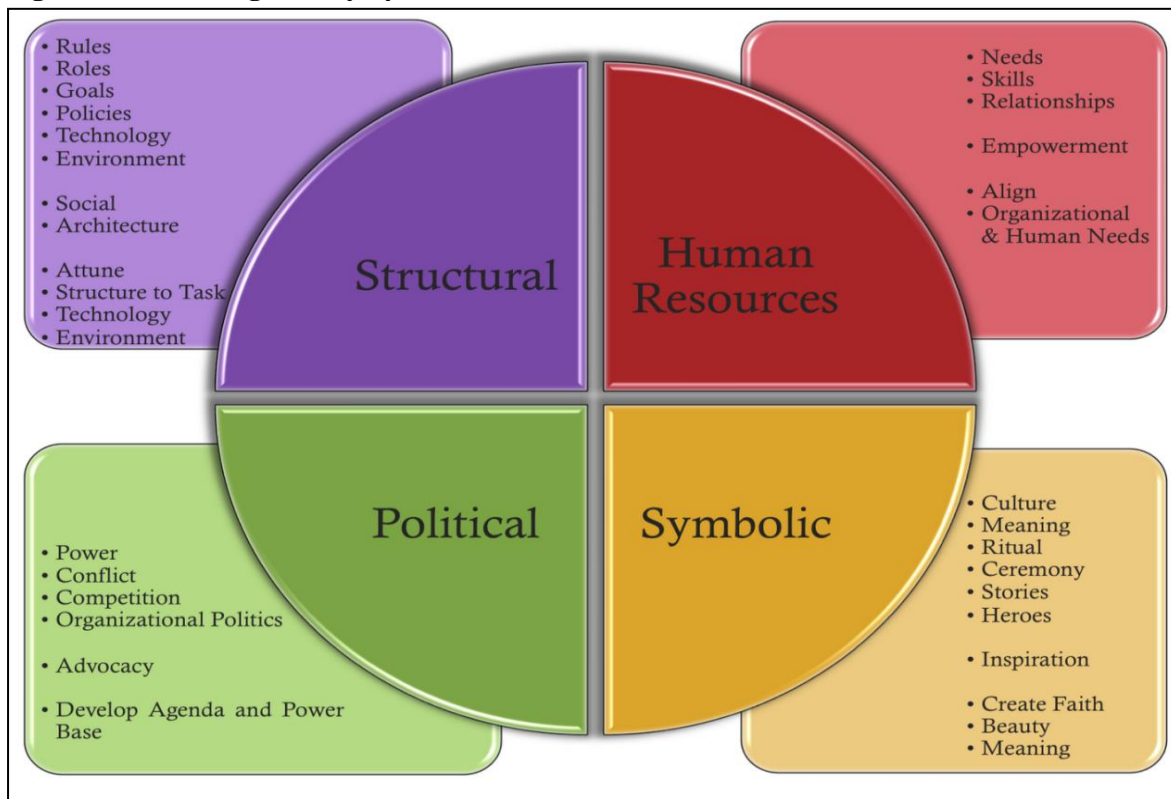 • Rules
• Roles
• Goals
• Policies
• Technology
• Environment
• Social
• Architecture
• Attune
• Structure to Task
• Technology
• Environment
Structural
Human
Resources
• Needs
• Skills
• Relationships
• Empowerment
• Align
• Organizational
& Human Needs
• Power
• Conflict
• Competition
• Organizational Politics
• Advocacy
• Develop Agenda and Power
Base
Political
Symbolic
• Culture
• Meaning
• Ritual
• Ceremony
• Stories
• Heroes
• Inspiration
• Create Faith
• Beauty
• Meaning